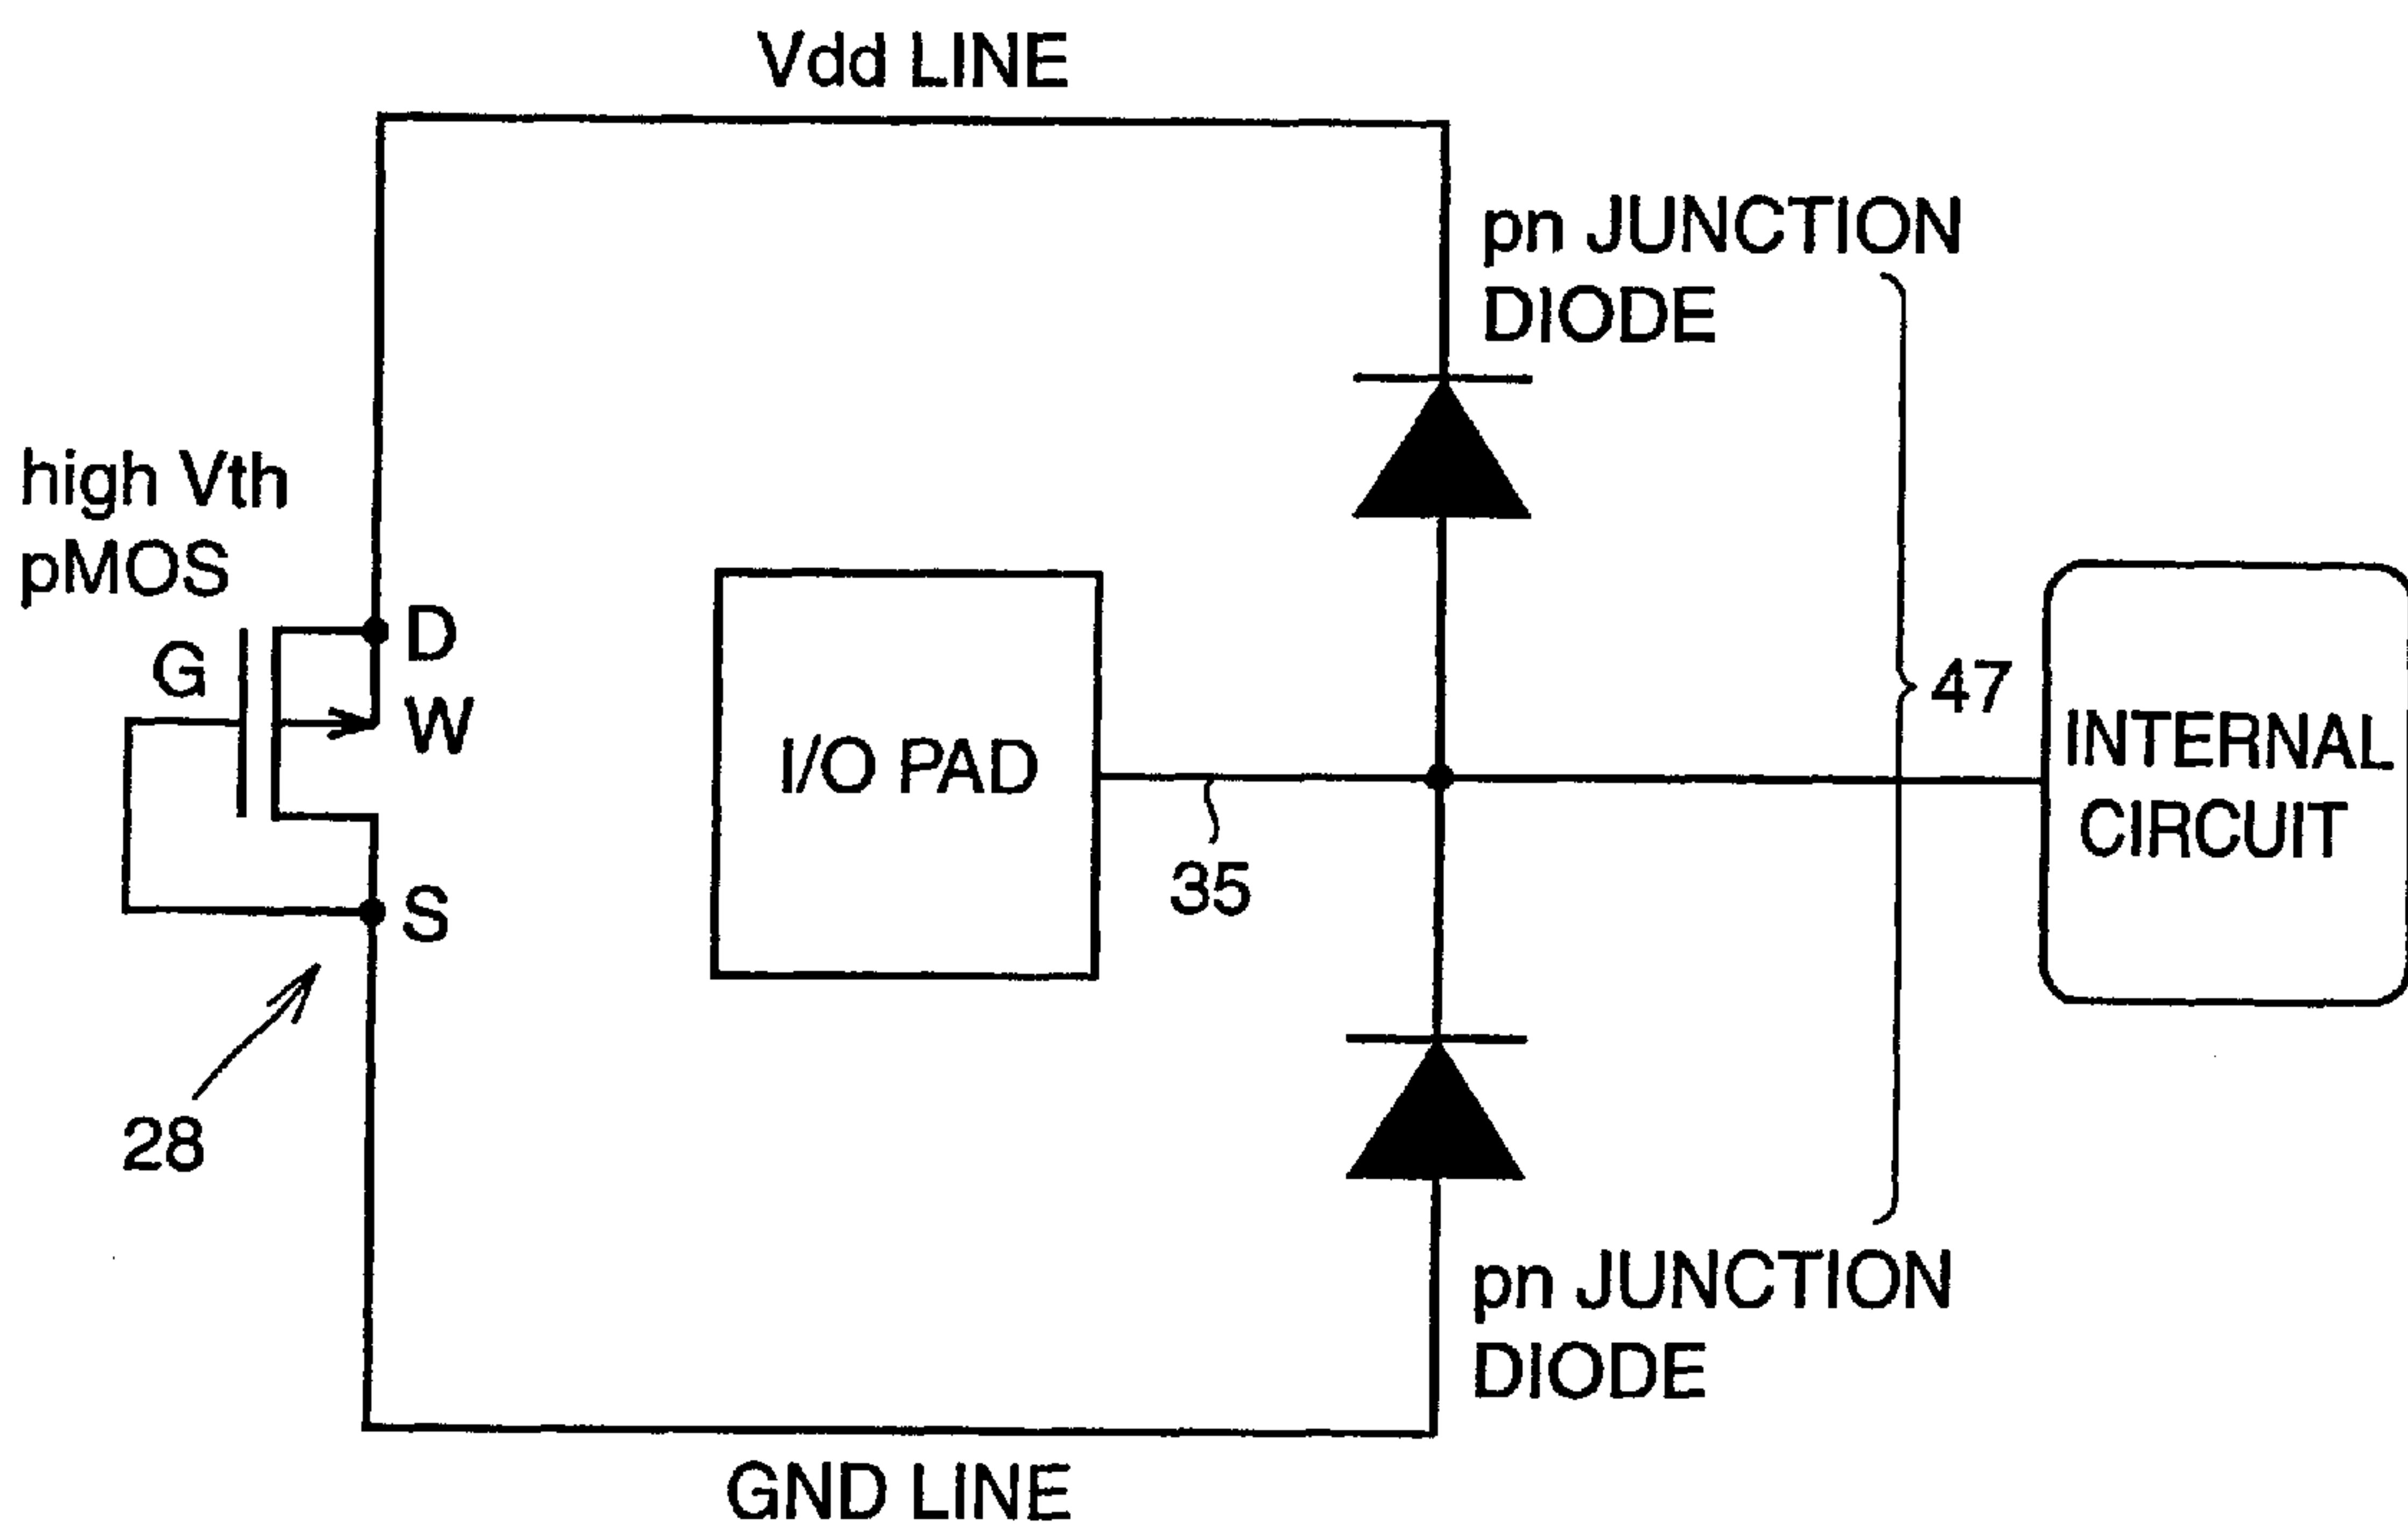 Vdd LINE
pn JUNCTION
DIODE
high Vth
pMOS
D
G
W
S
I/O PAD
35
47
INTERNAL
CIRCUIT
28
pn JUNCTION
DIODE
GND LINE